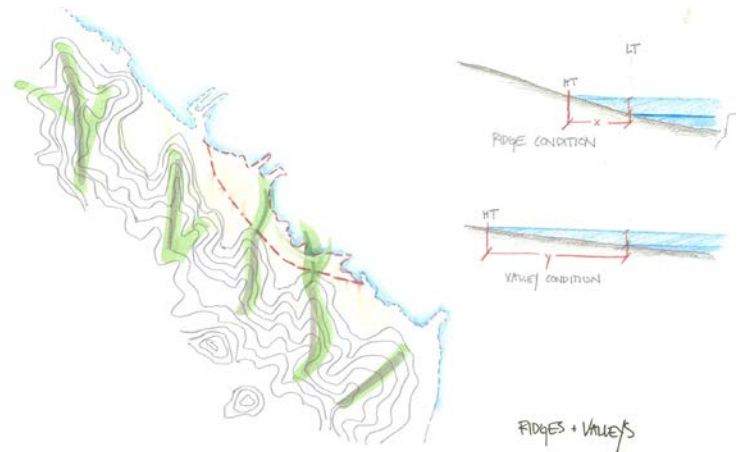 LT
HT
x
RIDGE CONDITION
HT
y
VALLEY CONDITION
RIDGES + VALLEYS